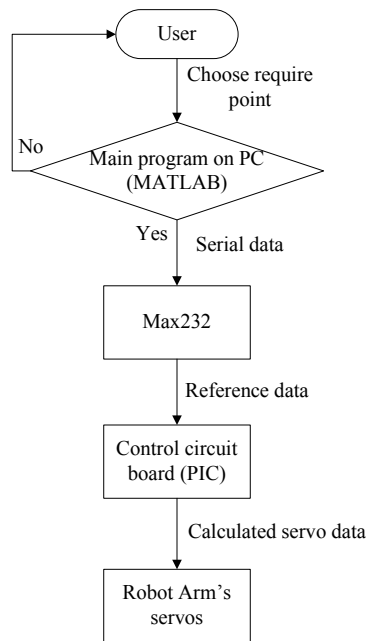 User
Choose require
point
No
Main program on PC
(MATLAB)
Yes
Serial data
Max232
Reference data
Control circuit
board (PIC)
Calculated servo data
Robot Arm's
servos